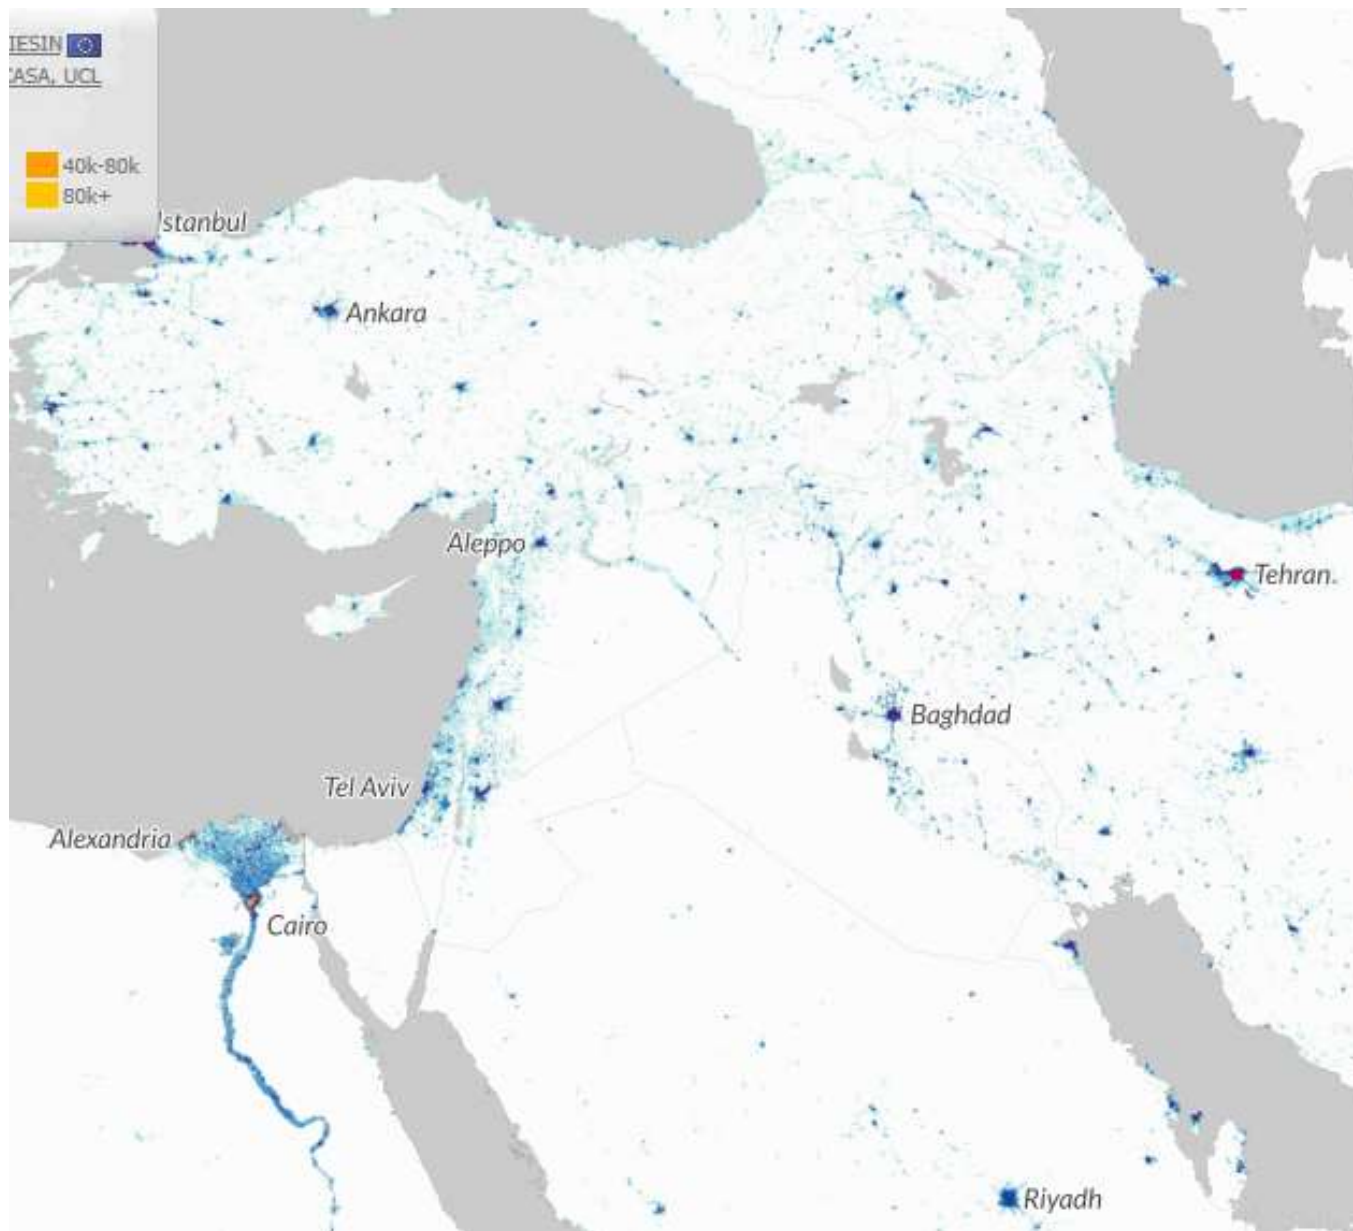 IESIN
CASA, UCL
40k-80k
80k+
Istanbul
Ankara
Aleppo
Tehran.
Baghdad
Tel Aviv
Alexandria
Cairo
Riyadh